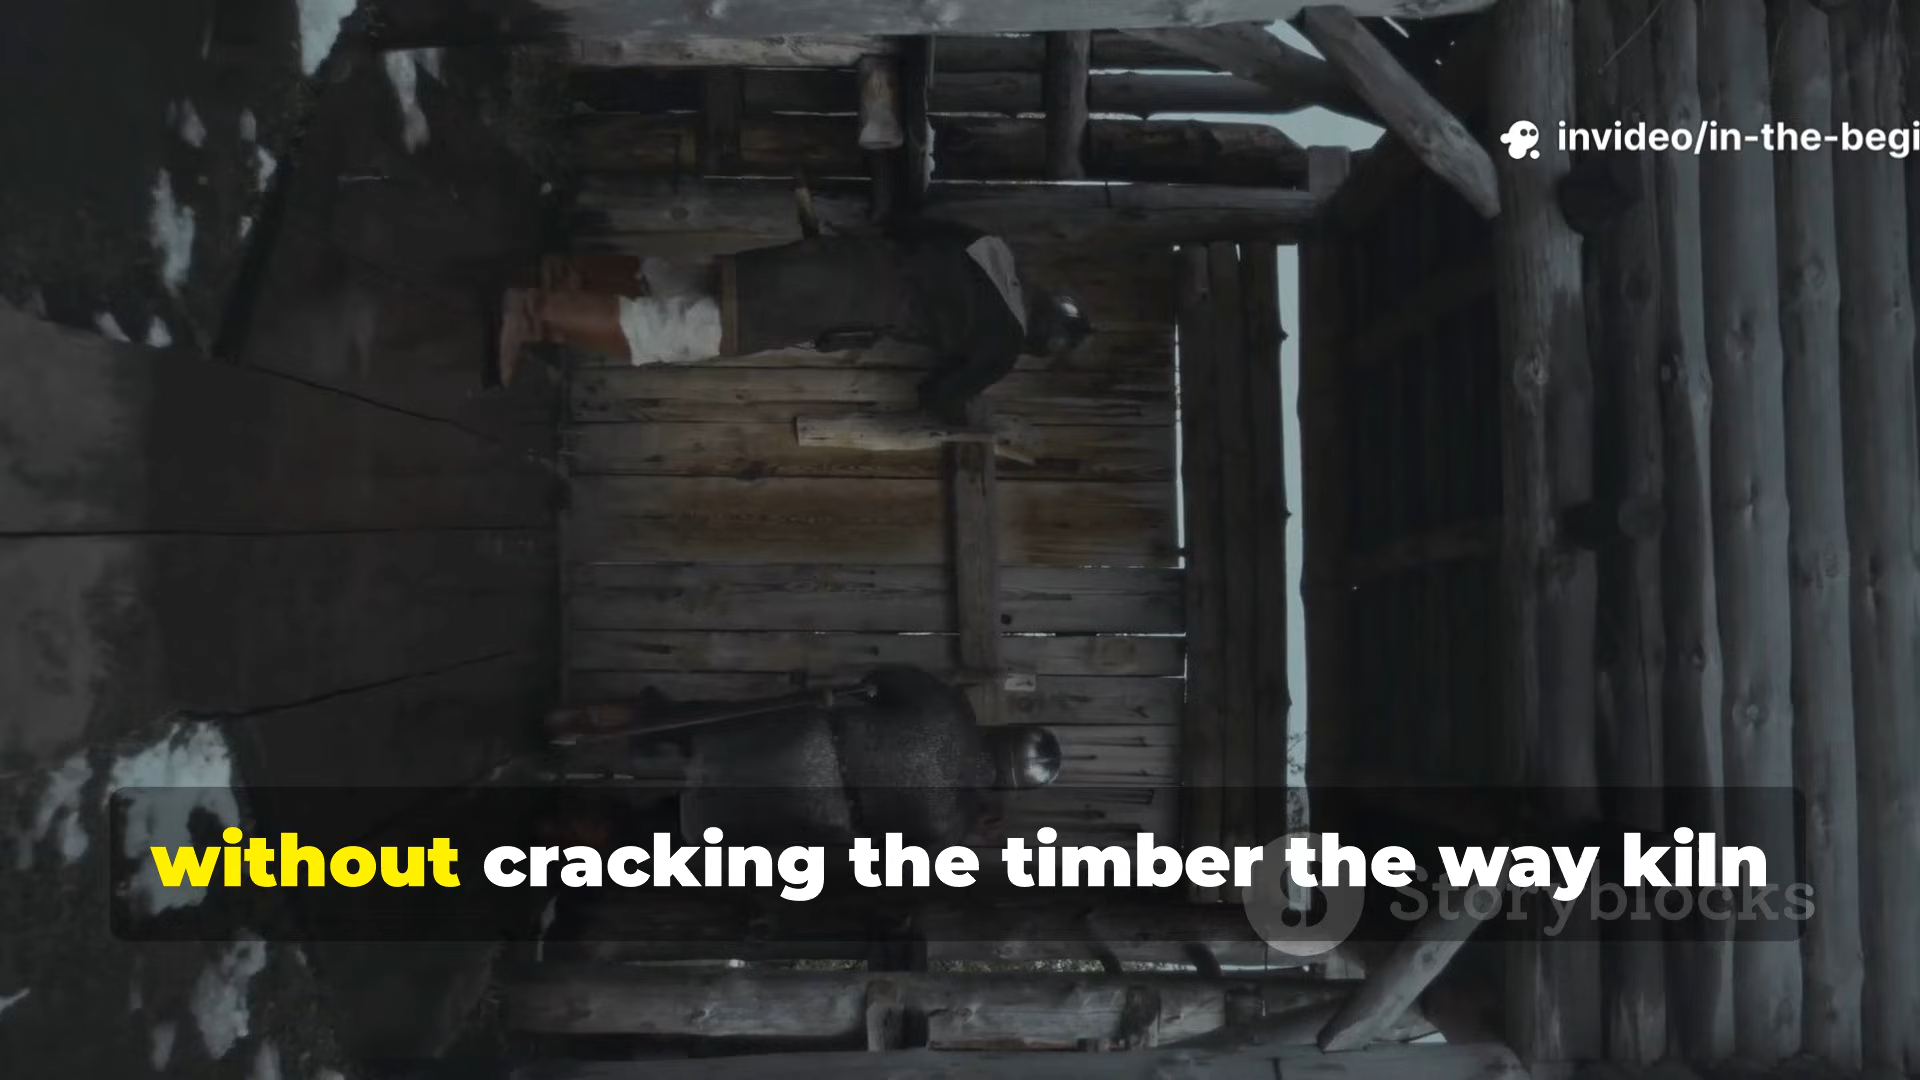 invideo/in-the-begi
without cracking the timber the way kiln
Storyblocks